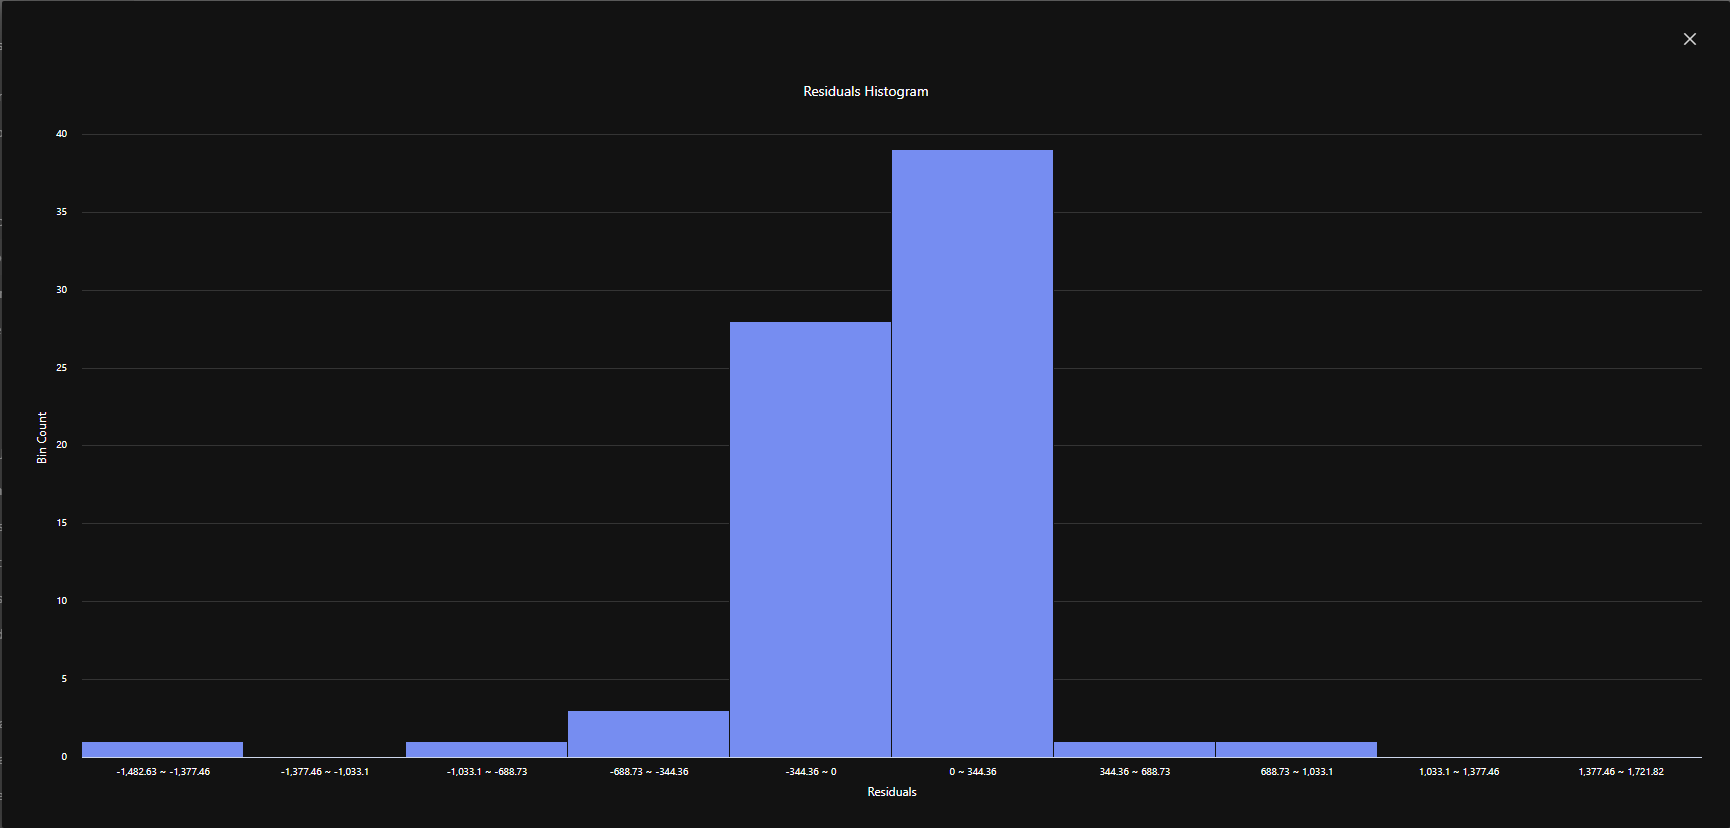 Residuals Histogram
40
35
30
25
20
15
10
5
0
Bin Count
-1,482.63 ~ -1,377.46
-1,377.46 ~ -1,033.1
-1,033.1 ~ -688.73
-688.73 ~ -344.36
-344.36 ~ 0
0 ~ 344.36
344.36 ~ 688.73
688.73 ~ 1,033.1
1,033.1 ~ 1,377.46
1,377.46 ~ 1,721.82
Residuals